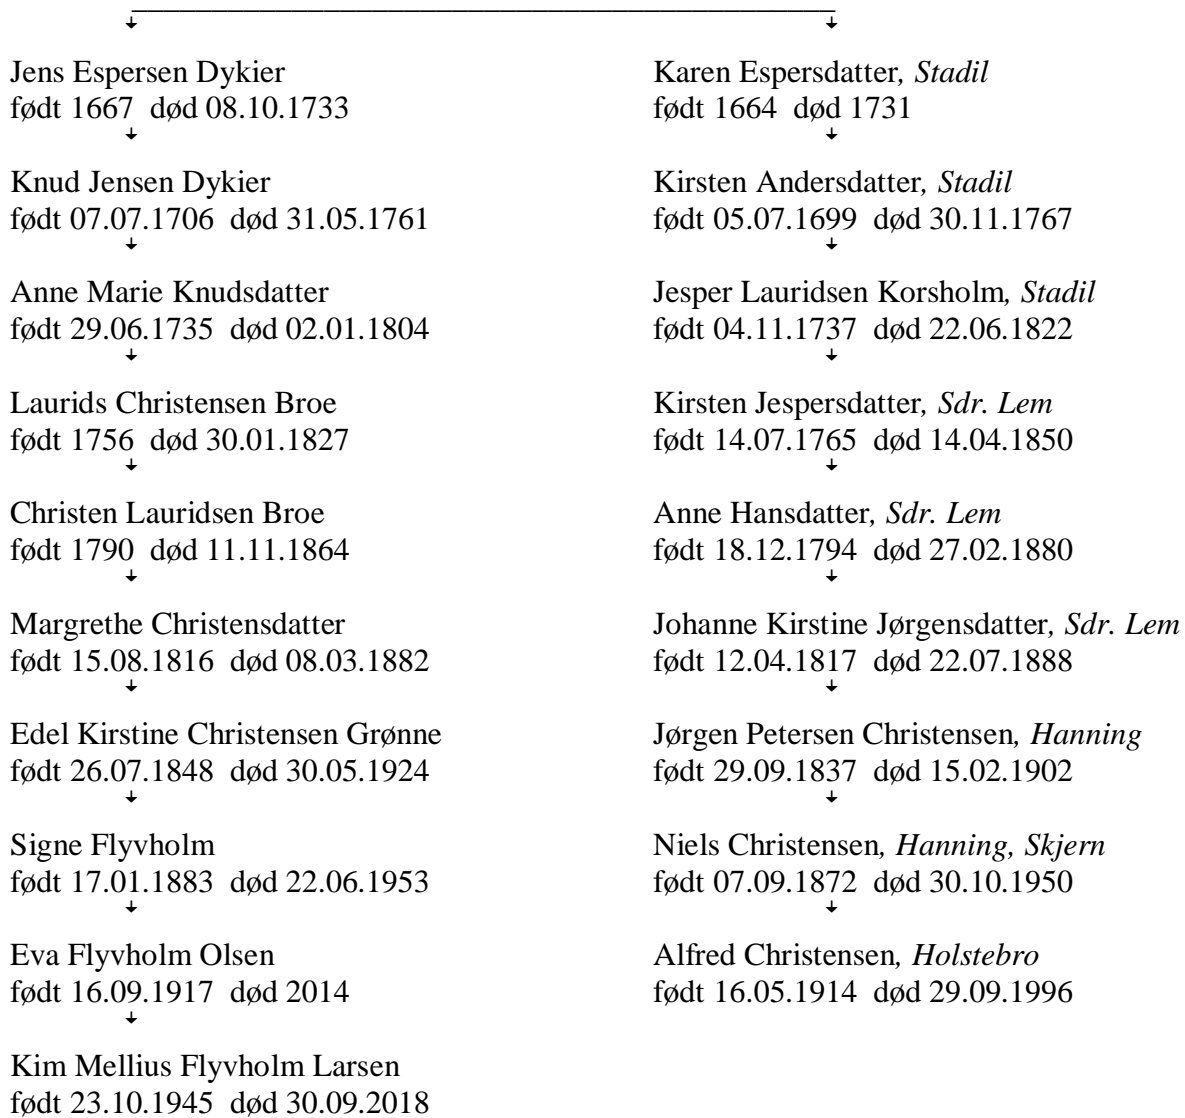 Jens Espersen Dykier
født 1667 død 08.10.1733
Karen Espersdatter, Stadil
født 1664 død 1731
Knud Jensen Dykier
født 07.07.1706 død 31.05.1761
Kirsten Andersdatter, Stadil
født 05.07.1699 død 30.11.1767
Anne Marie Knudsdatter
født 29.06.1735 død 02.01.1804
Jesper Lauridsen Korsholm, Stadil
født 04.11.1737 død 22.06.1822
Laurids Christensen Broe
født 1756 død 30.01.1827
Kirsten Jespersdatter, Sdr. Lem
født 14.07.1765 død 14.04.1850
Christen Lauridsen Broe
født 1790 død 11.11.1864
Anne Hansdatter, Sdr. Lem
født 18.12.1794 død 27.02.1880
Margrethe Christensdatter
født 15.08.1816 død 08.03.1882
Johanne Kirstine Jørgensdatter, Sdr. Lem
født 12.04.1817 død 22.07.1888
Edel Kirstine Christensen Grønne
født 26.07.1848 død 30.05.1924
Jørgen Petersen Christensen, Hanning
født 29.09.1837 død 15.02.1902
Signe Flyvholm
født 17.01.1883 død 22.06.1953
Niels Christensen, Hanning, Skjern
født 07.09.1872 død 30.10.1950
Eva Flyvholm Olsen
født 16.09.1917 død 2014
Alfred Christensen, Holstebro
født 16.05.1914 død 29.09.1996
Kim Mellius Flyvholm Larsen
født 23.10.1945 død 30.09.2018